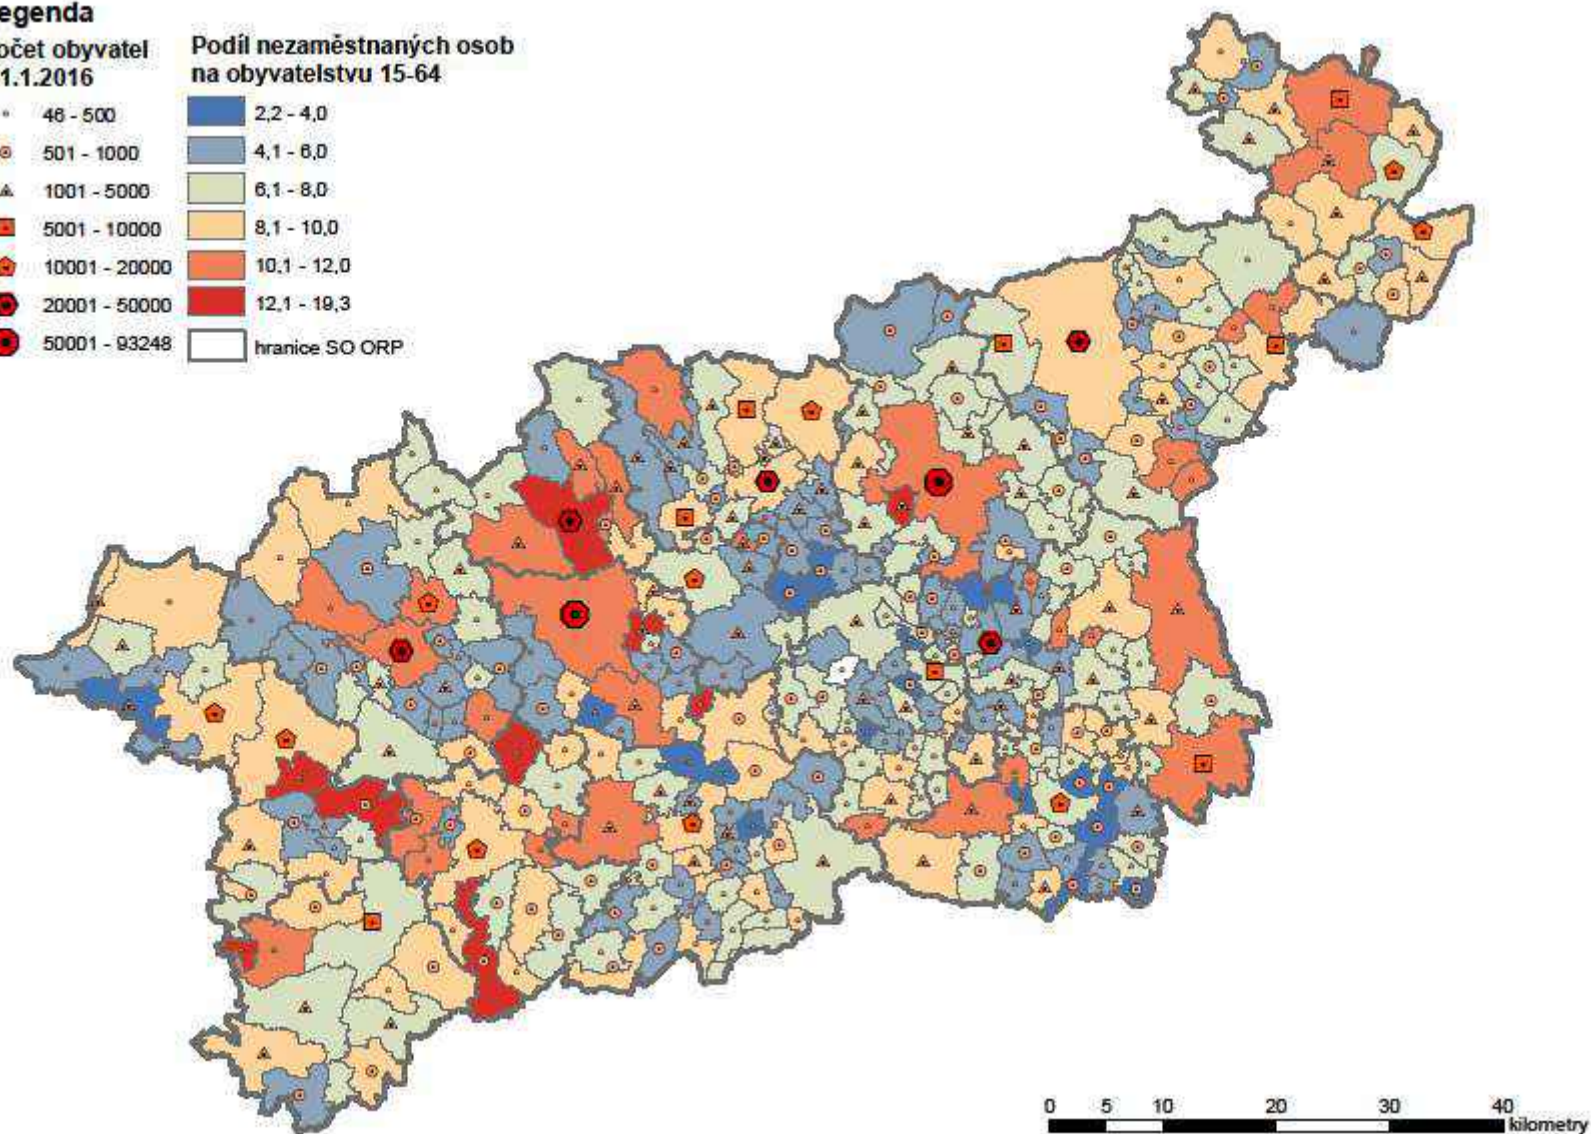 egenda
očet obyvatel
1.1.2016
46 - 500
501 - 1000
1001 - 5000
5001 - 10000
10001 - 20000
20001 - 50000
50001 - 93248
Podíl nezaměstnaných osob
na obyvatelstvu 15-64
2,2 - 4,0
4,1 - 6,0
6,1 - 8,0
8,1 - 10,0
10,1 - 12,0
12,1 - 19,3
hranice SO ORP
0 5 10 20 30 40
kilometry